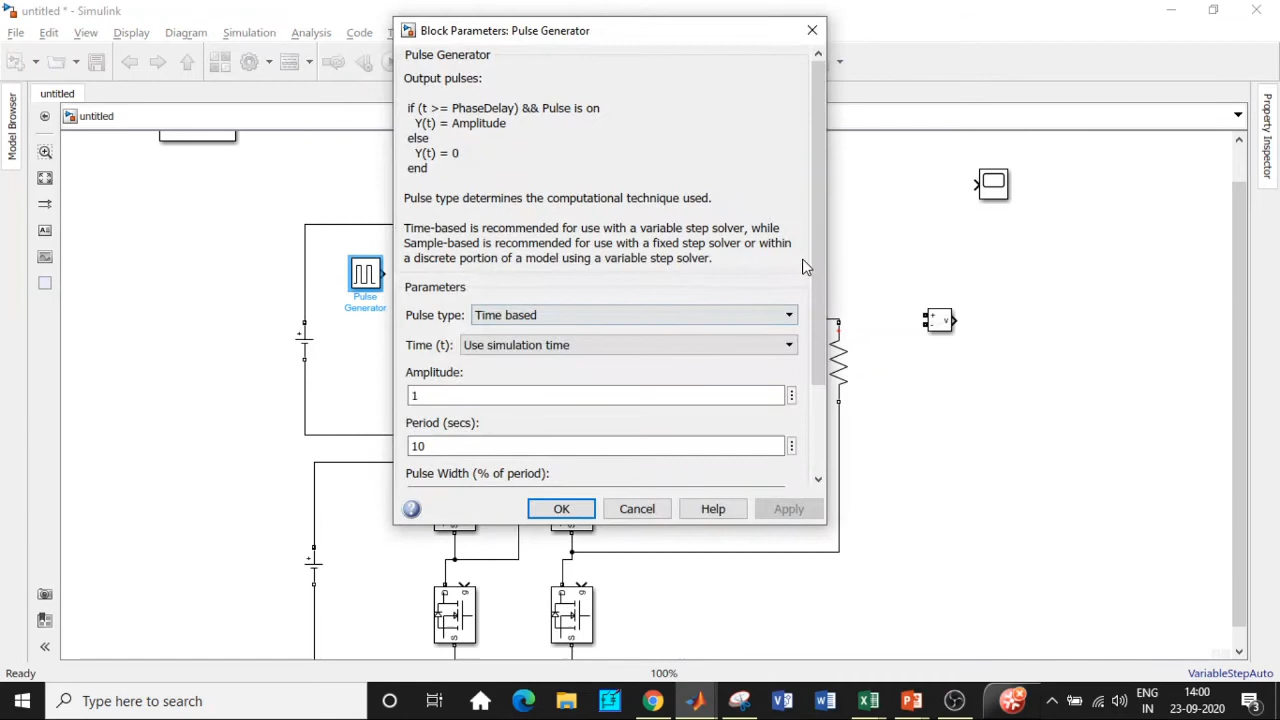 untitled * - Simulink
Block Parameters: Pulse Generator
File Edit View Display Diagram Simulation Analysis Code
Pulse Generator
Output pulses:
if (t >= PhaseDelay) && Pulse is on
Y(t) = Amplitude
else
Y(t) = 0
end
Pulse type determines the computational technique used.
Time-based is recommended for use with a variable step solver, while
Sample-based is recommended for use with a fixed step solver or within
a discrete portion of a model using a variable step solver.
Parameters
Pulse type: Time based
Time (t): Use simulation time
Amplitude:
1
Period (secs):
10
Pulse Width (% of period):
OK Cancel Help Apply
untitled
untitled
Model Browser
Property Inspector
Pulse
Generator
+
+
v
-
+
S
S
D
g
D
g
S
S
Ready
100%
VariableStepAuto
Type here to search
ENG
IN
14:00
23-09-2020
3